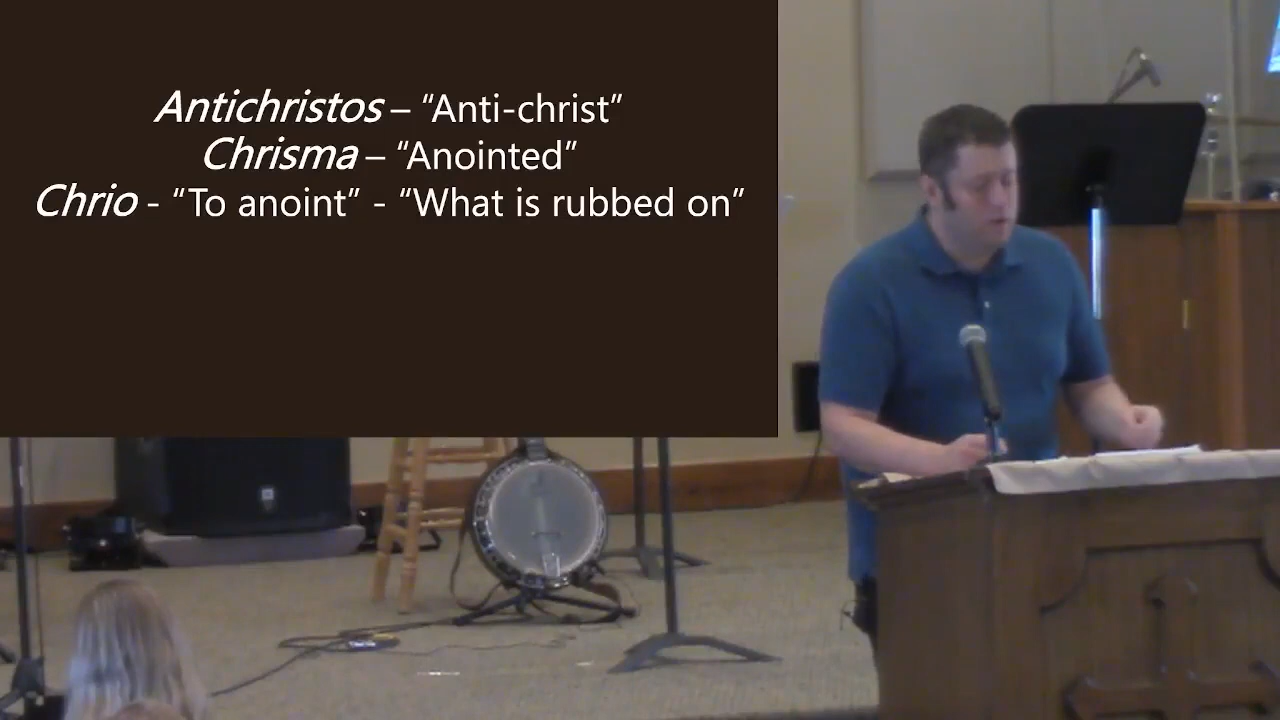 Antichristos – “Anti-christ”
Chrisma – “Anointed”
Chrio - “To anoint” - “What is rubbed on”